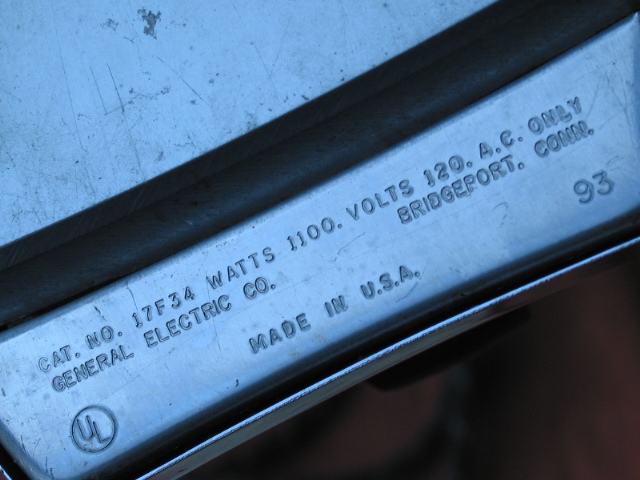 CAT. NO. 17F34 WATTS 1100. VOLTS 120. A.C. ONLY
GENERAL ELECTRIC CO. BRIDGEPORT. CONN.
MADE IN U.S.A.
93
UL